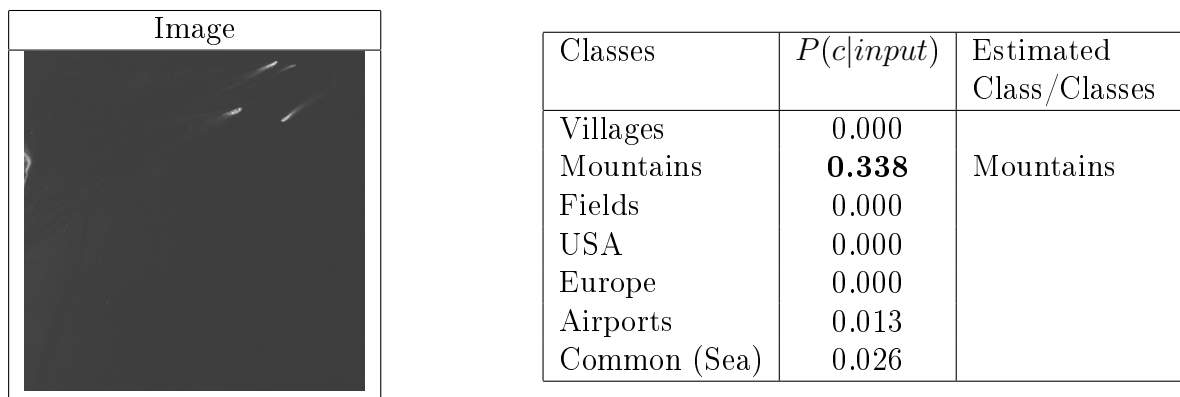 Image
Classes P(c|input) Estimated
Class/Classes
Villages 0.000
Mountains 0.338 Mountains
Fields 0.000
USA 0.000
Europe 0.000
Airports 0.013
Common (Sea) 0.026